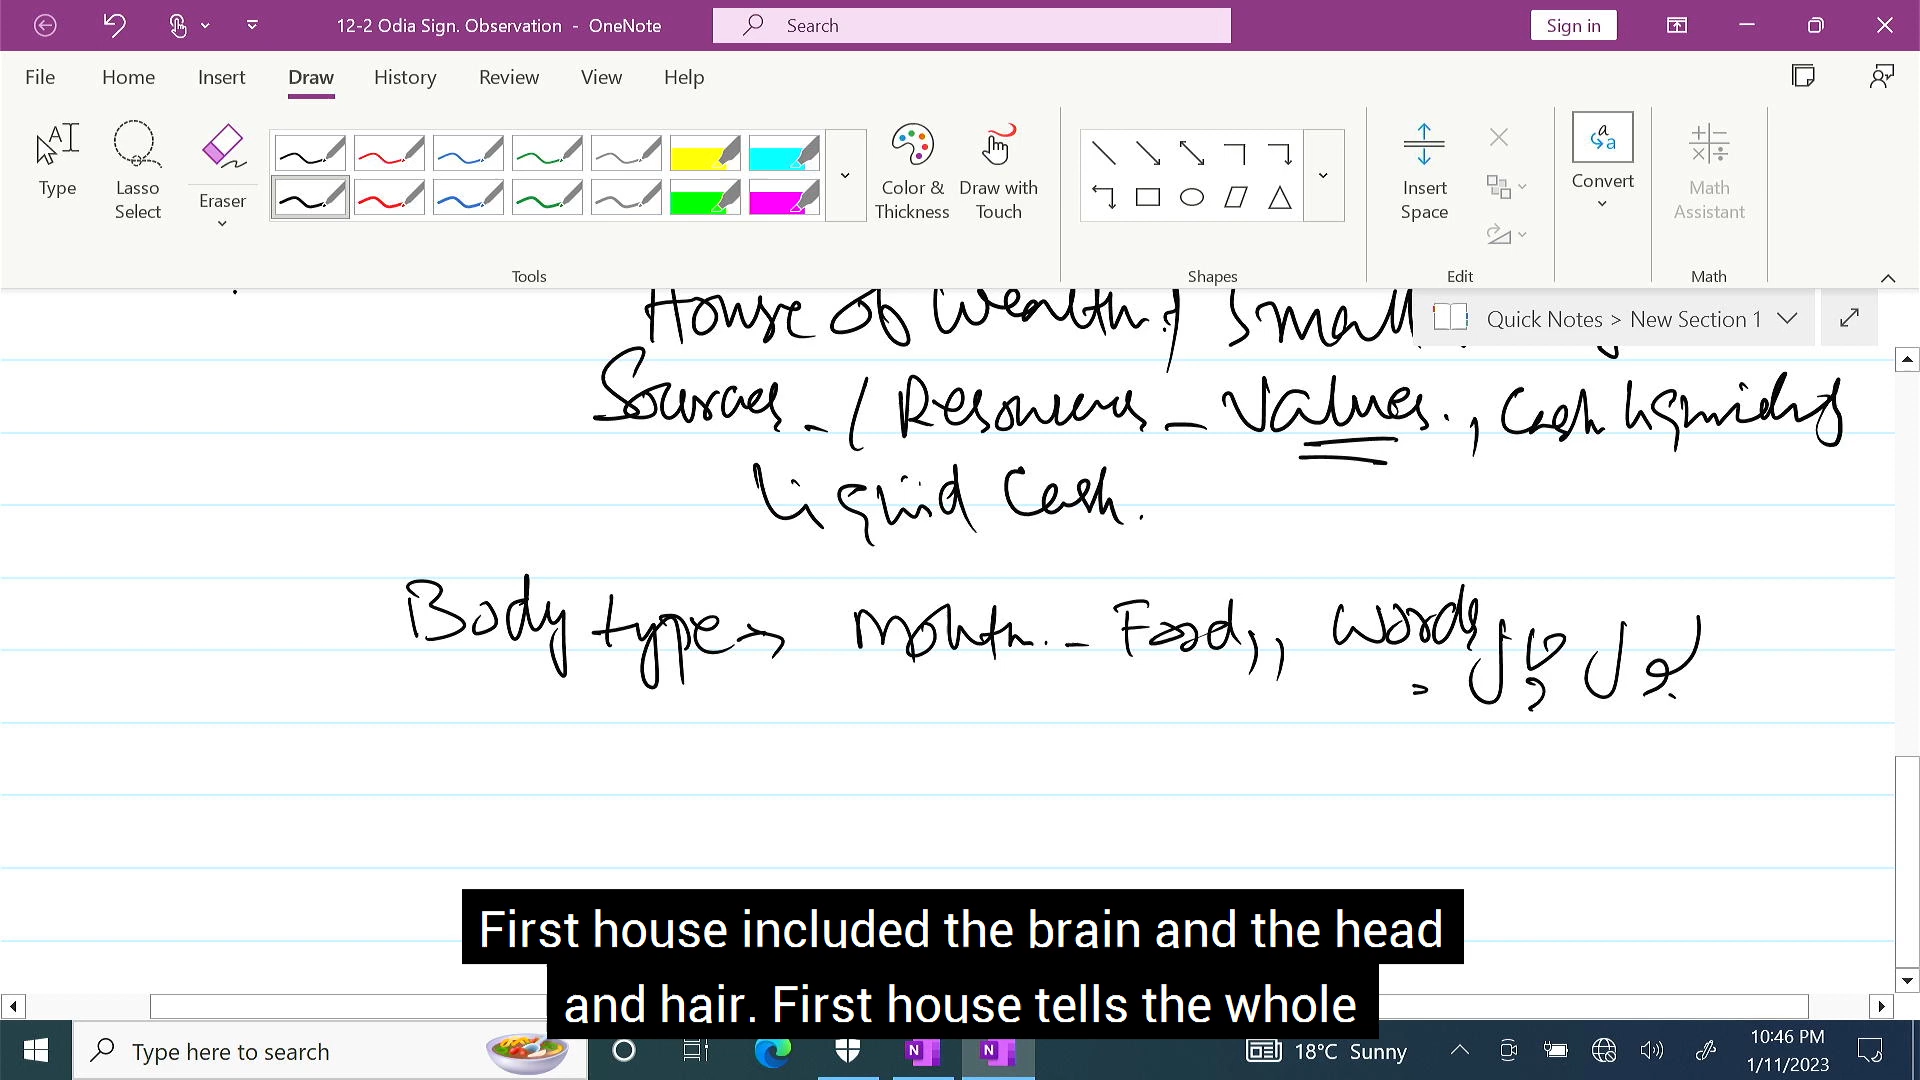 12-2 Odia Sign. Observation - OneNote
Search
Sign in
File Home Insert Draw History Review View Help
Type
Lasso Select
Eraser
Color & Thickness
Draw with Touch
Insert Space
Convert
Math Assistant
Tools Shapes Edit Math
Quick Notes > New Section 1
House of Wealth. Small
Sources - / Resources - Values., Cash liquidity
Liquid Cash.
Body type → Mouth. - Food,, Words
First house included the brain and the head
and hair. First house tells the whole
Type here to search
18°C Sunny
10:46 PM
1/11/2023